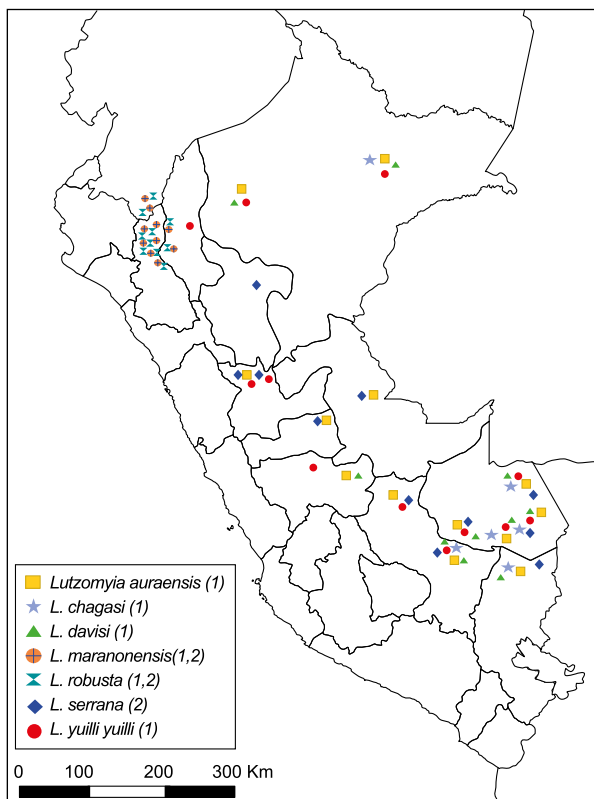 Lutzomyia auraensis (1)
L. chagasi (1)
L. davisi (1)
L. maranonensis(1,2)
L. robusta (1,2)
L. serrana (2)
L. yuilli yuilli (1)
0 100 200 300 Km